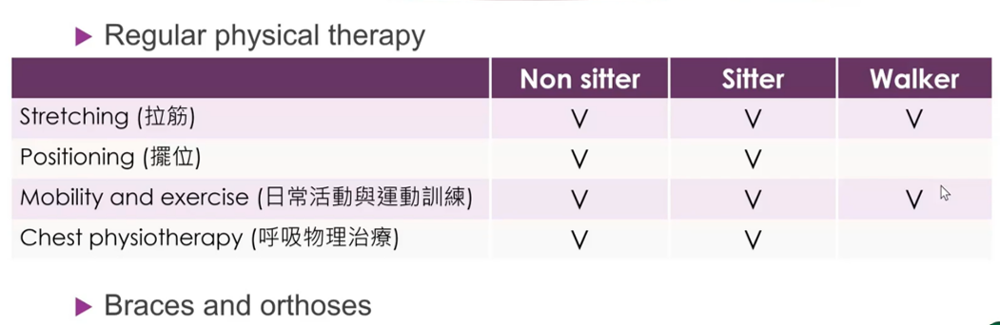 Regular physical therapy
Non sitter Sitter Walker
Stretching (拉筋) V V V
Positioning (擺位) V V
Mobility and exercise (日常活動與運動訓練) V V V
Chest physiotherapy (呼吸物理治療) V V
Braces and orthoses